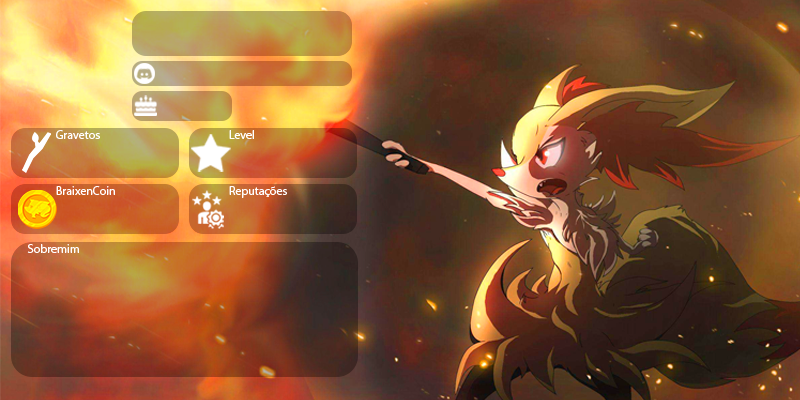 Gravetos
Level
BraixenCoin
Reputações
Sobremim